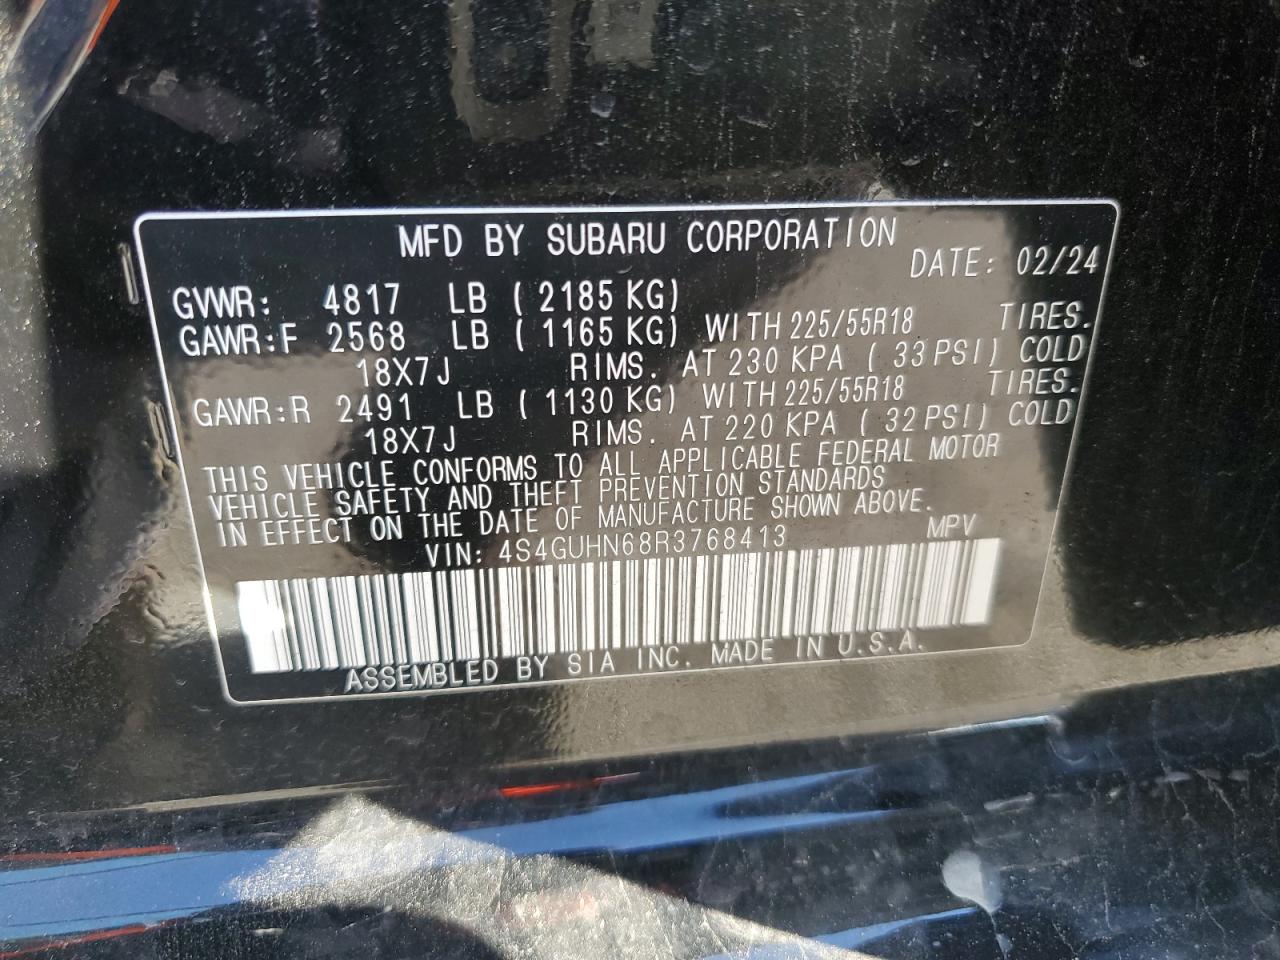 MFD BY SUBARU CORPORATION
DATE: 02/24
GVWR: 4817 LB ( 2185 KG)
GAWR:F 2568 LB ( 1165 KG) WITH 225/55R18 TIRES.
18X7J RIMS. AT 230 KPA ( 33 PSI) COLD
GAWR:R 2491 LB ( 1130 KG) WITH 225/55R18 TIRES.
18X7J RIMS. AT 220 KPA ( 32 PSI) COLD
THIS VEHICLE CONFORMS TO ALL APPLICABLE FEDERAL MOTOR
VEHICLE SAFETY AND THEFT PREVENTION STANDARDS
IN EFFECT ON THE DATE OF MANUFACTURE SHOWN ABOVE.
VIN: 4S4GUHN68R3768413 MPV
ASSEMBLED BY SIA INC. MADE IN U.S.A.